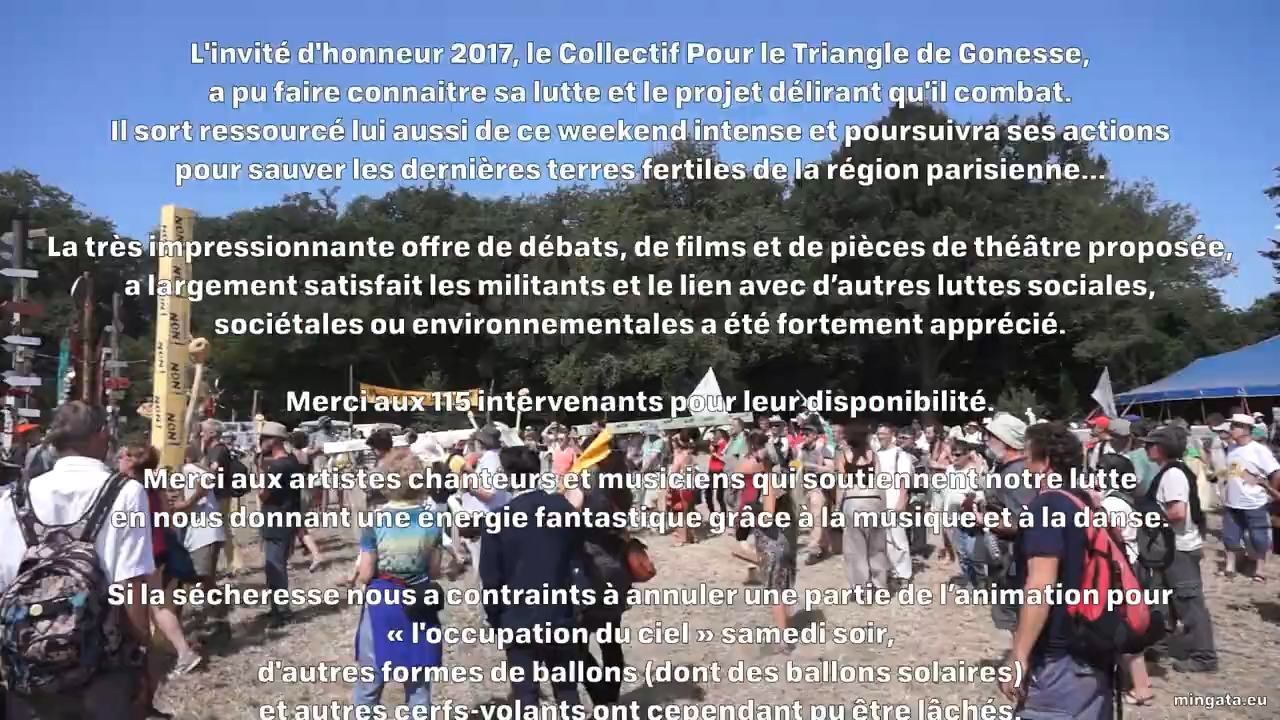 L'invité d'honneur 2017, le Collectif Pour le Triangle de Gonesse,
a pu faire connaitre sa lutte et le projet délirant qu'il combat.
Il sort ressourcé lui aussi de ce weekend intense et poursuivra ses actions
pour sauver les dernières terres fertiles de la région parisienne...
La très impressionnante offre de débats, de films et de pièces de théâtre proposée,
a largement satisfait les militants et le lien avec d’autres luttes sociales,
sociétales ou environnementales a été fortement apprécié.
Merci aux 115 intervenants pour leur disponibilité.
Merci aux artistes chanteurs et musiciens qui soutiennent notre lutte
en nous donnant une énergie fantastique grâce à la musique et à la danse.
Si la sécheresse nous a contraints à annuler une partie de l’animation pour
« l'occupation du ciel » samedi soir,
d'autres formes de ballons (dont des ballons solaires)
et autres cerfs-volants ont cependant pu être lâchés.
mingata.eu
NON !
NON !
NON !
NON !
NON !